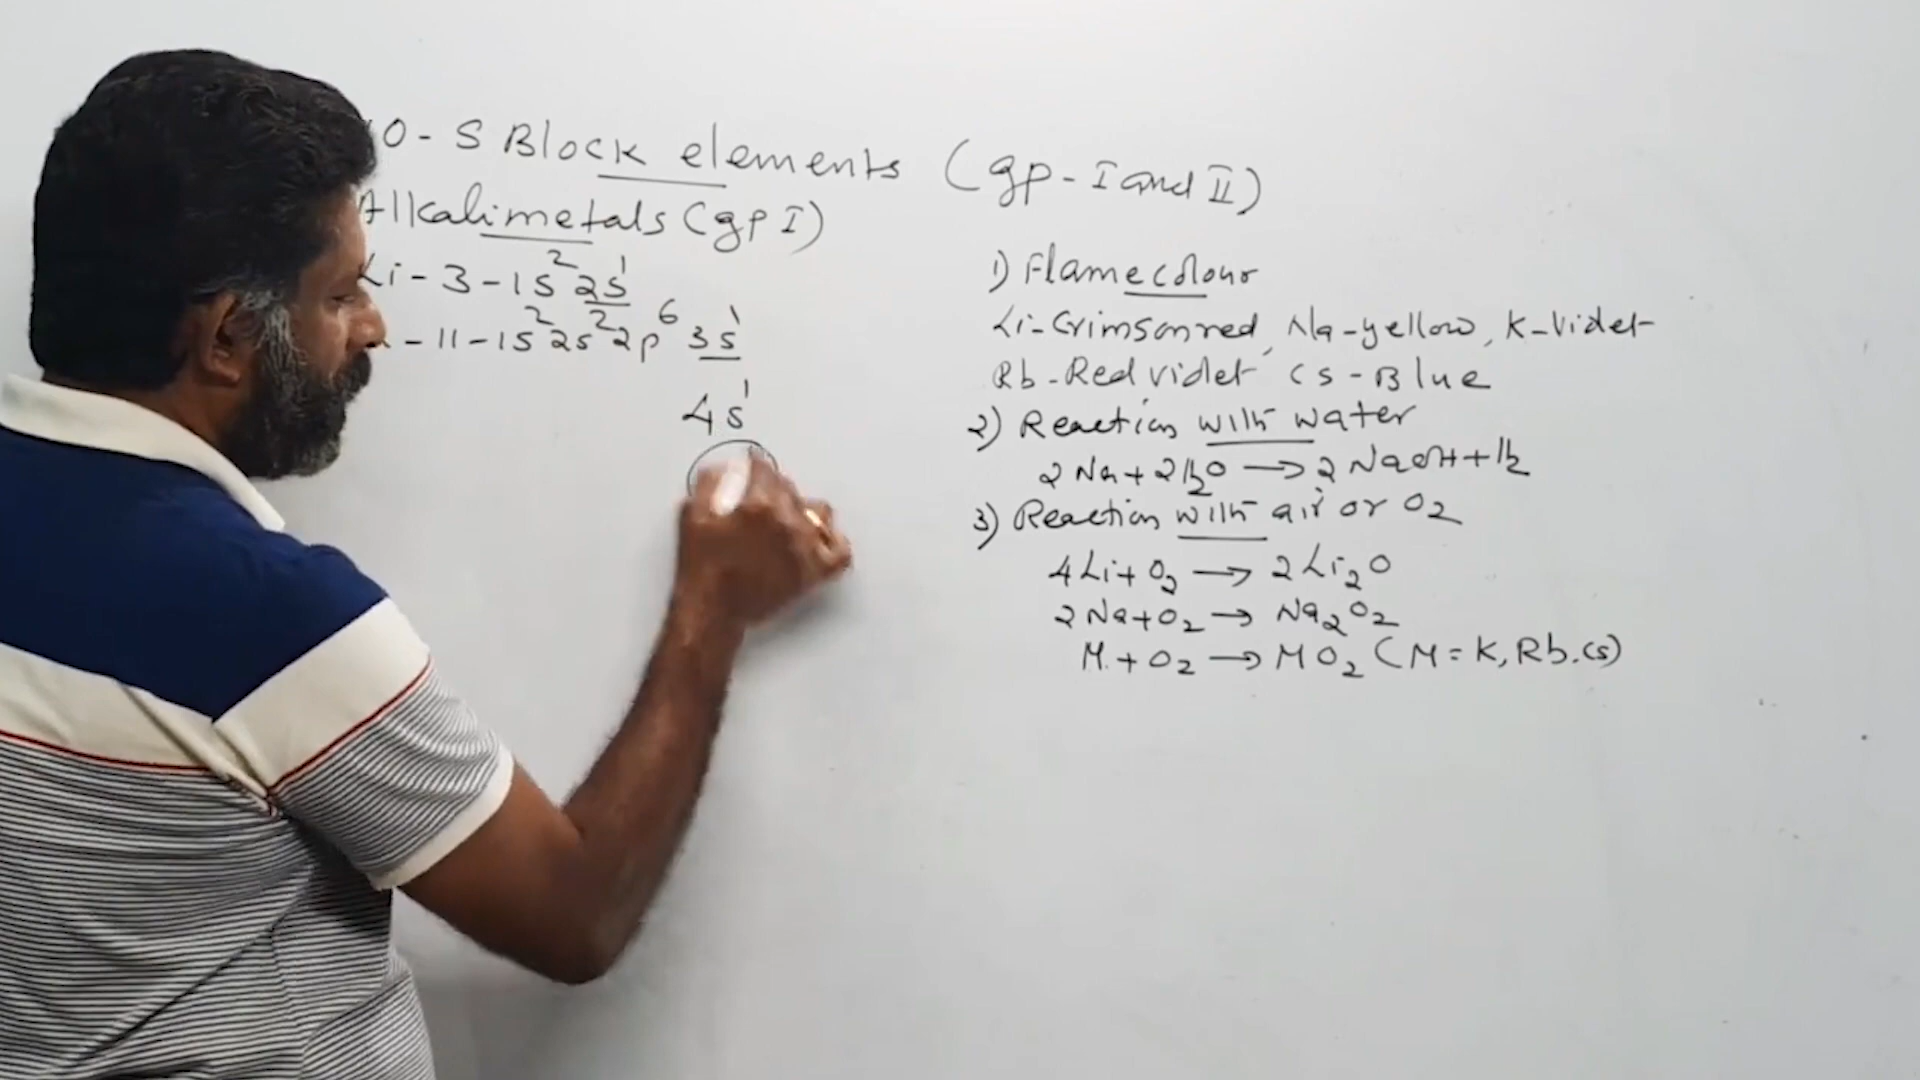 10 - S Block elements (gp - I and II)
Alkalimetals (gp I)
Li - 3 - 1s² 2s¹
- 11 - 1s² 2s² 2p⁶ 3s¹
4s¹
1) Flame colour
Li - Crimson red, Na - yellow, K - Violet
Rb - Red violet Cs - Blue
2) Reaction with water
2Na + 2H₂O → 2NaOH + H₂
3) Reaction with air or O₂
4Li + O₂ → 2Li₂O
2Na + O₂ → Na₂O₂
M + O₂ → MO₂ (M = K, Rb, Cs)